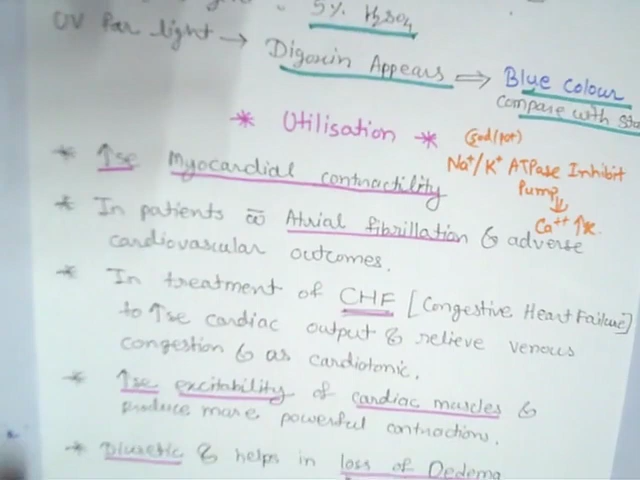 5% H₂SO₄
UV Par light → Digoxin Appears ⇒ Blue colour
compare with
* Utilisation *
* ↑se Myocardial contractility
(sod/pot)
Na⁺/K⁺ ATPase Inhibit
Pump
↓
Ca⁺⁺ ↑se
* In patients c̄ Atrial fibrillation & adverse
cardiovascular outcomes.
* In treatment of CHF [Congestive Heart Failure]
to ↑se cardiac output & relieve venous
congestion & as cardiotonic.
* ↑se excitability of cardiac muscles &
produce more powerful contractions.
* Diuretic & helps in loss of Oedema